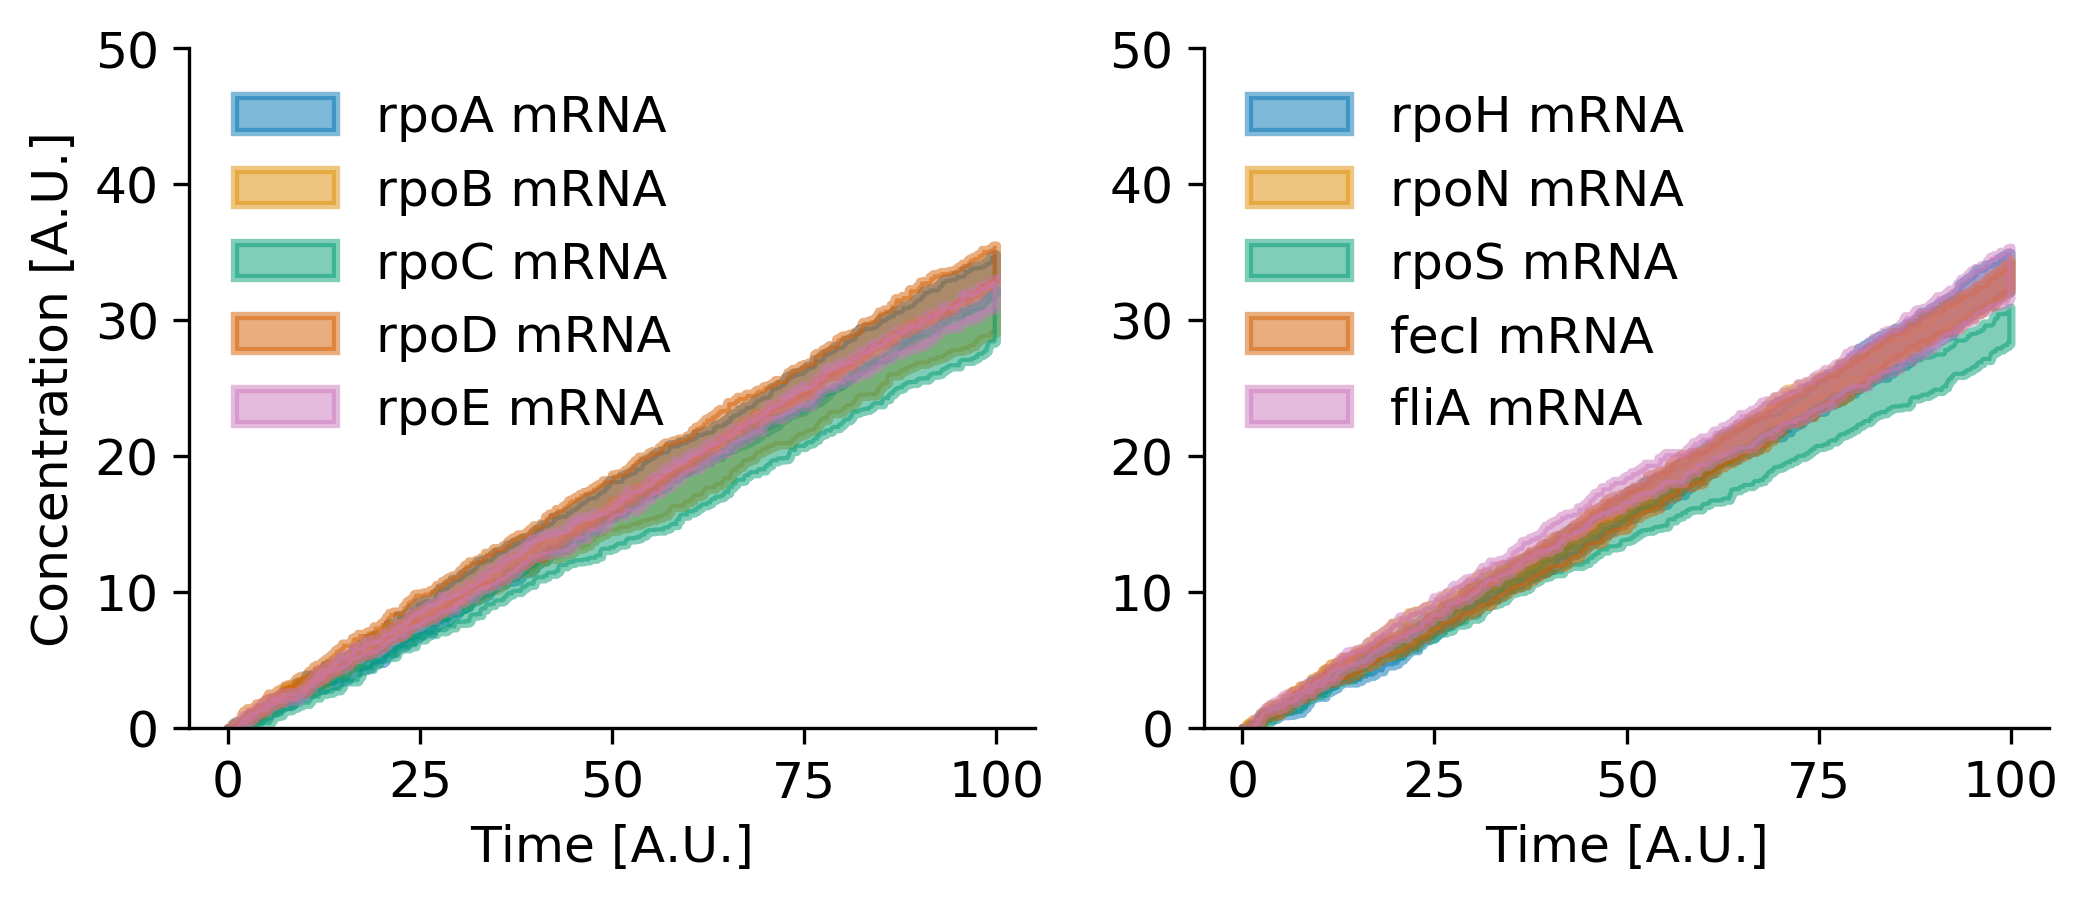 Concentration [A.U.]
50
40
30
20
10
0
rpoA mRNA
rpoB mRNA
rpoC mRNA
rpoD mRNA
rpoE mRNA
0 25 50 75 100
Time [A.U.]
50
40
30
20
10
0
rpoH mRNA
rpoN mRNA
rpoS mRNA
fecI mRNA
fliA mRNA
0 25 50 75 100
Time [A.U.]